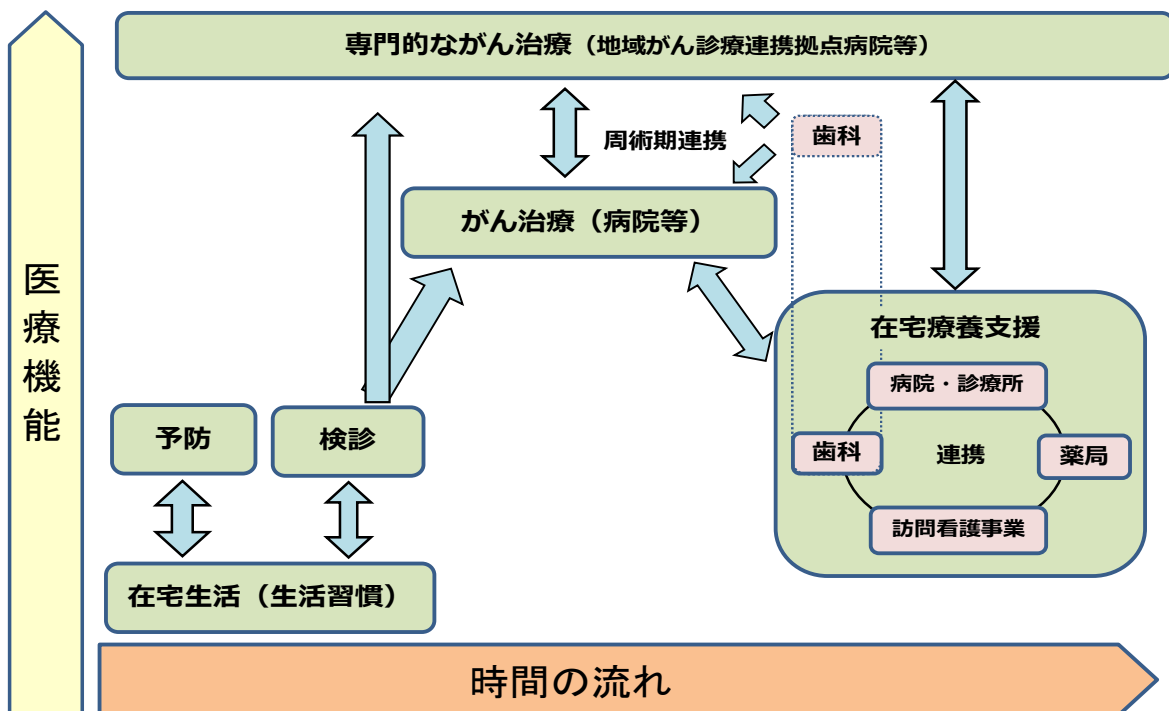 専門的ながん治療（地域がん診療連携拠点病院等）
周術期連携
歯科
がん治療（病院等）
医療機能
在宅療養支援
病院・診療所
予防
検診
歯科
連携
薬局
訪問看護事業
在宅生活（生活習慣）
時間の流れ